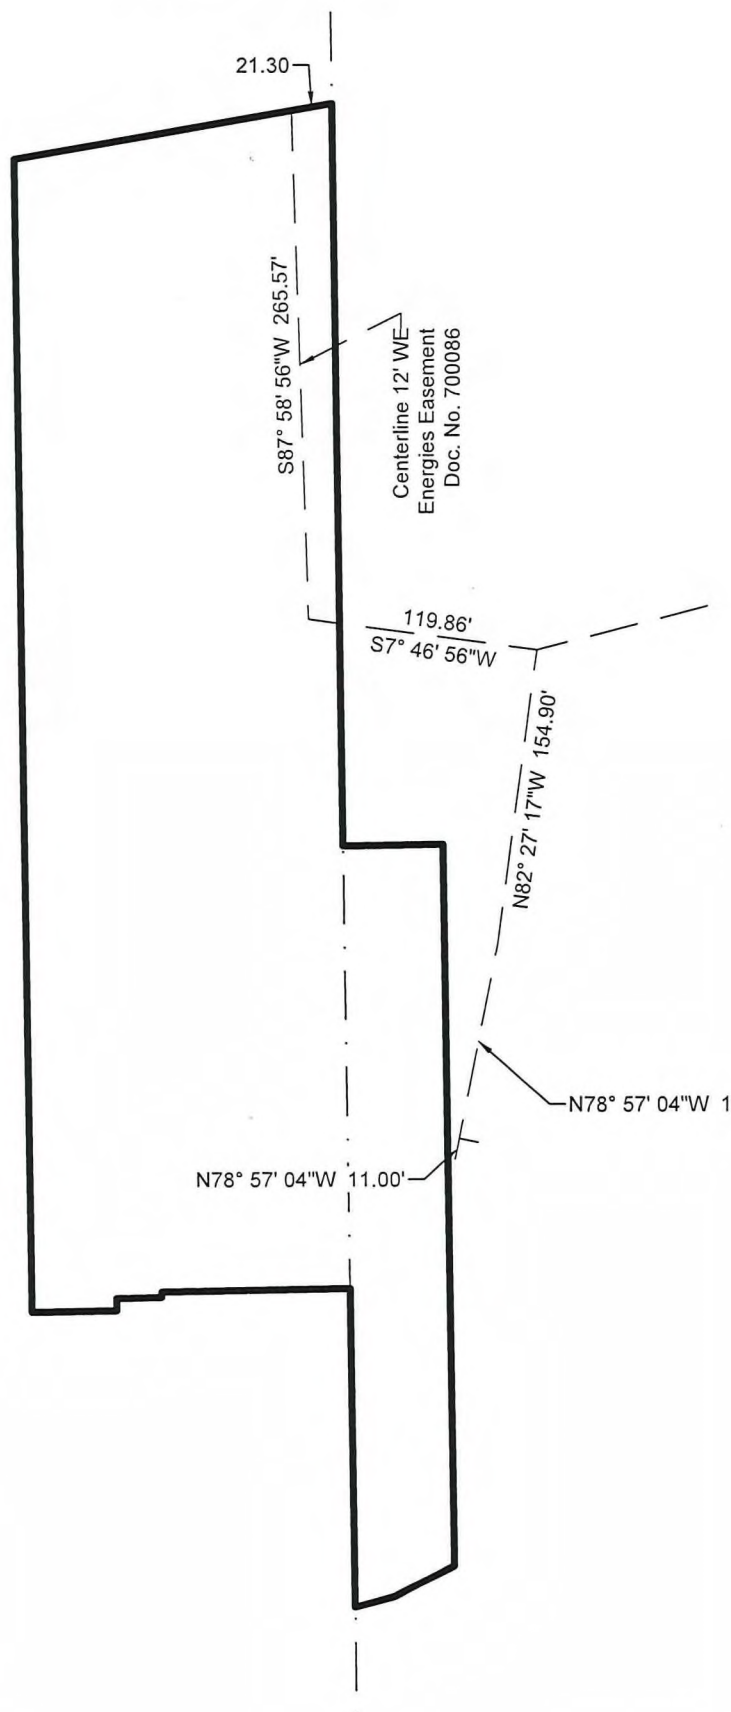 21.30
S87° 58' 56"W 265.57'
Centerline 12' WE
Energies Easement
Doc. No. 700086
119.86'
S7° 46' 56"W
N82° 27' 17"W 154.90'
N78° 57' 04"W 1
N78° 57' 04"W 11.00'